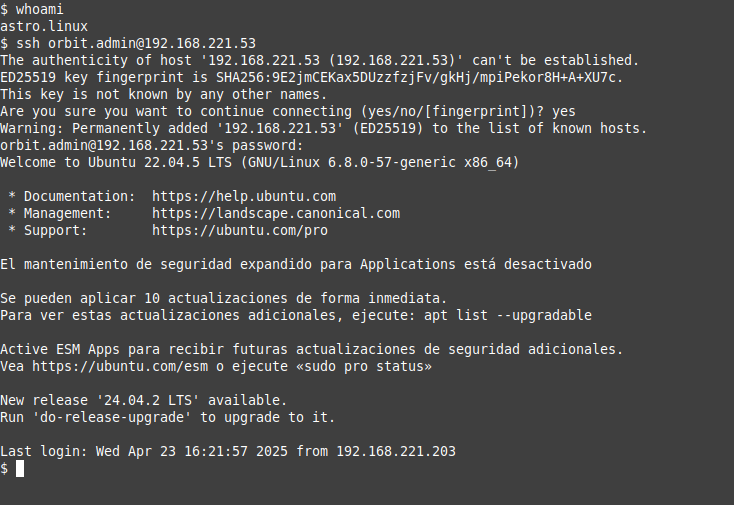 $ whoami
astro.linux
$ ssh orbit.admin@192.168.221.53
The authenticity of host '192.168.221.53 (192.168.221.53)' can't be established.
ED25519 key fingerprint is SHA256:9E2jmCEKax5DUzzfzjFv/gkHj/mpiPekor8H+A+XU7c.
This key is not known by any other names.
Are you sure you want to continue connecting (yes/no/[fingerprint])? yes
Warning: Permanently added '192.168.221.53' (ED25519) to the list of known hosts.
orbit.admin@192.168.221.53's password:
Welcome to Ubuntu 22.04.5 LTS (GNU/Linux 6.8.0-57-generic x86_64)

 * Documentation:  https://help.ubuntu.com
 * Management:     https://landscape.canonical.com
 * Support:        https://ubuntu.com/pro

El mantenimiento de seguridad expandido para Applications está desactivado

Se pueden aplicar 10 actualizaciones de forma inmediata.
Para ver estas actualizaciones adicionales, ejecute: apt list --upgradable

Active ESM Apps para recibir futuras actualizaciones de seguridad adicionales.
Vea https://ubuntu.com/esm o ejecute «sudo pro status»

New release '24.04.2 LTS' available.
Run 'do-release-upgrade' to upgrade to it.

Last login: Wed Apr 23 16:21:57 2025 from 192.168.221.203
$